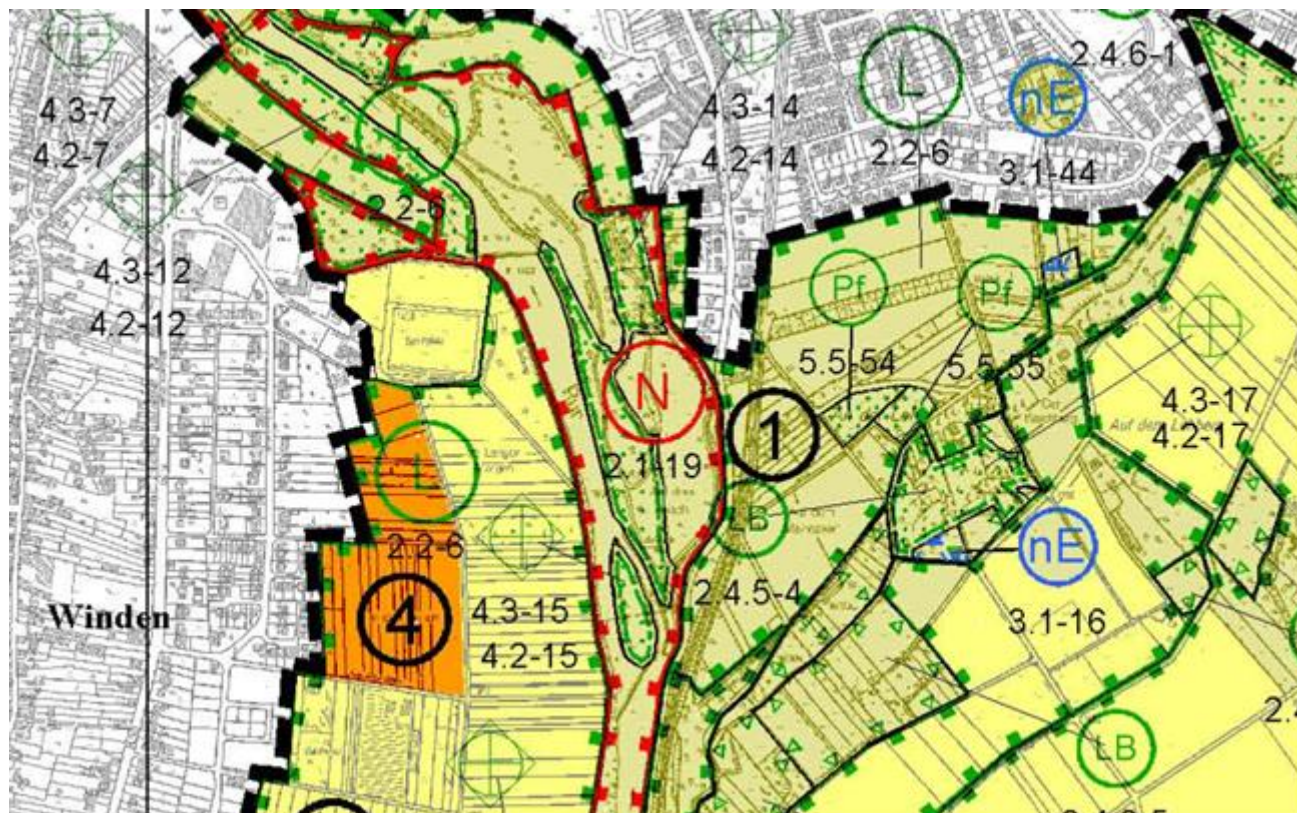 4.3-7
4.2-7
4.3-12
4.2-12
L
2.2-6
4.3-14
4.2-14
L
2.2-6
nE
2.4.6-1
3.1-44
Pf
Pf
5.5-54
5.5-55
N
2.1-19
1
4.3-17
Auf dem
4.2-17
L
2.2-6
LB
2.4.5-4
nE
3.1-16
Winden
4
4.3-15
4.2-15
LB